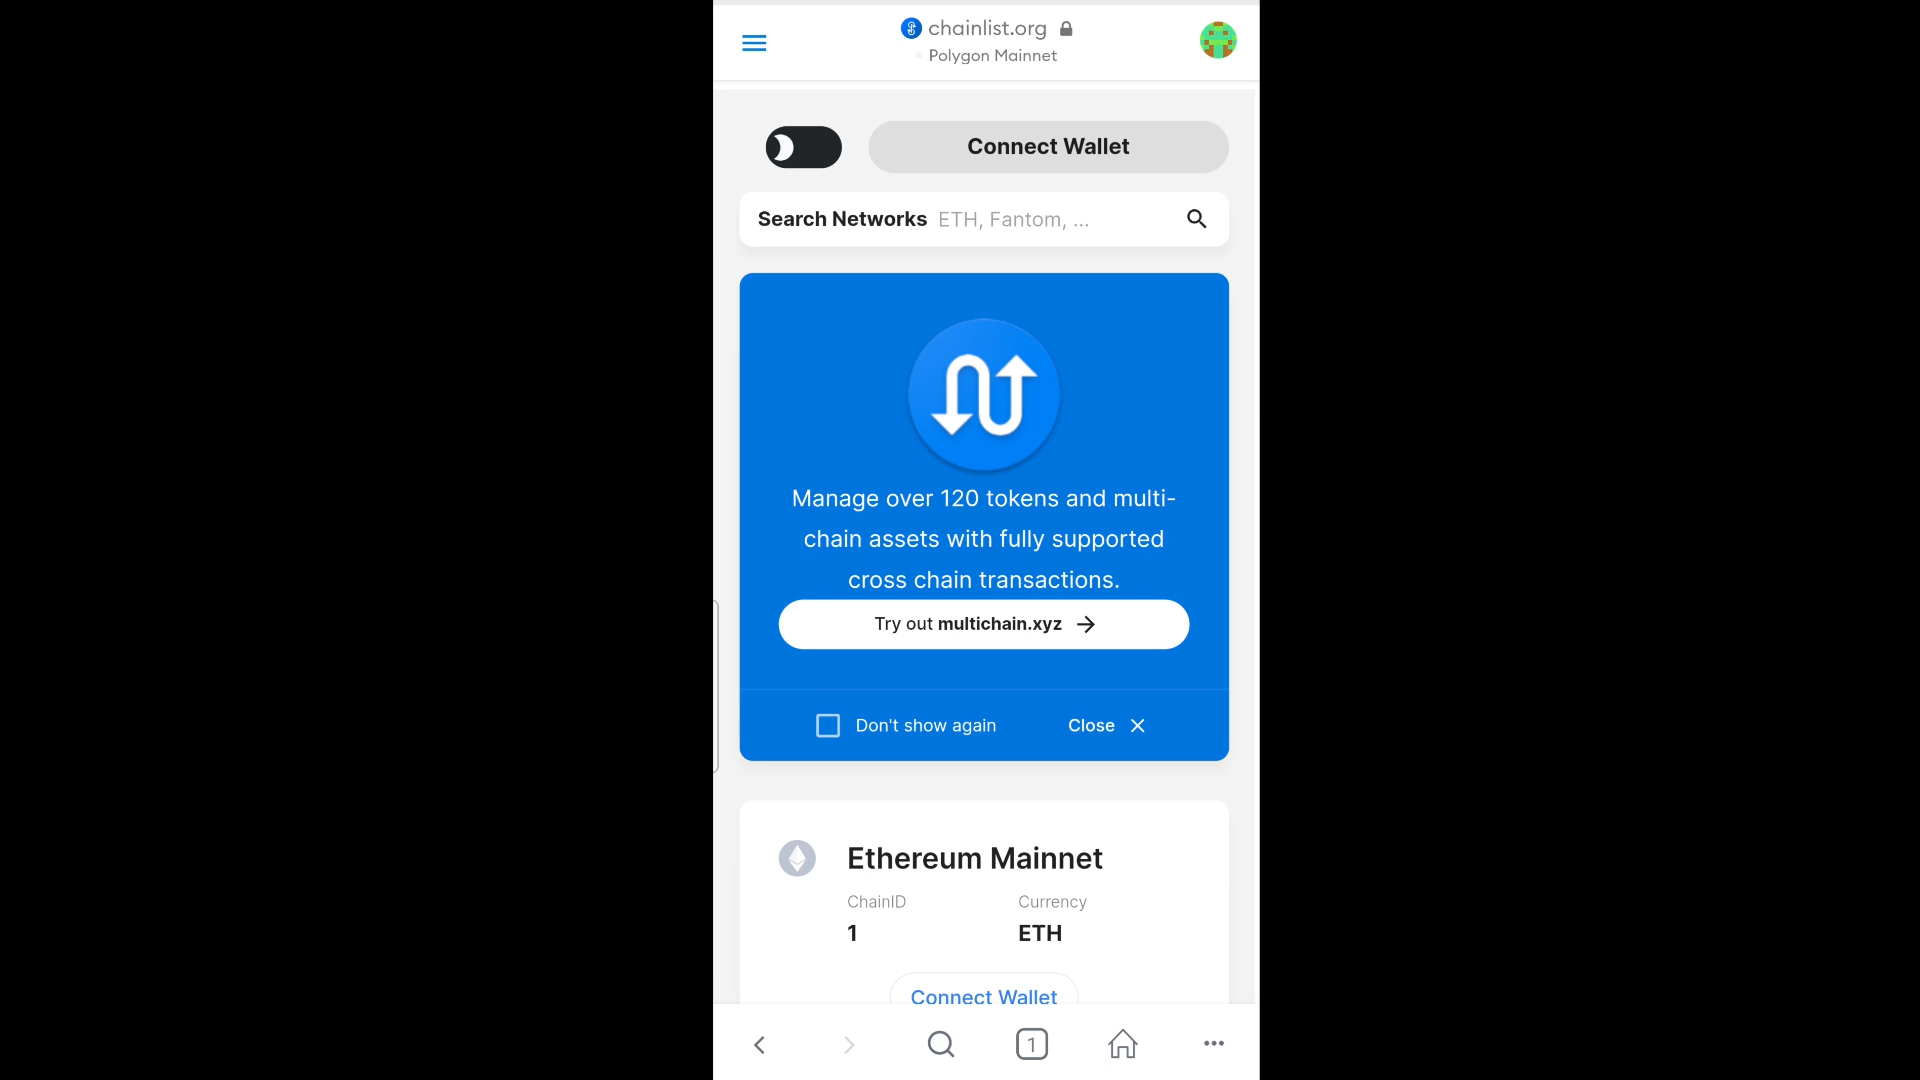 chainlist.org
Polygon Mainnet
Connect Wallet
Search Networks ETH, Fantom, ...
Manage over 120 tokens and multi-
chain assets with fully supported
cross chain transactions.
Try out multichain.xyz
Don't show again Close
Ethereum Mainnet
ChainID Currency
1 ETH
Connect Wallet
1